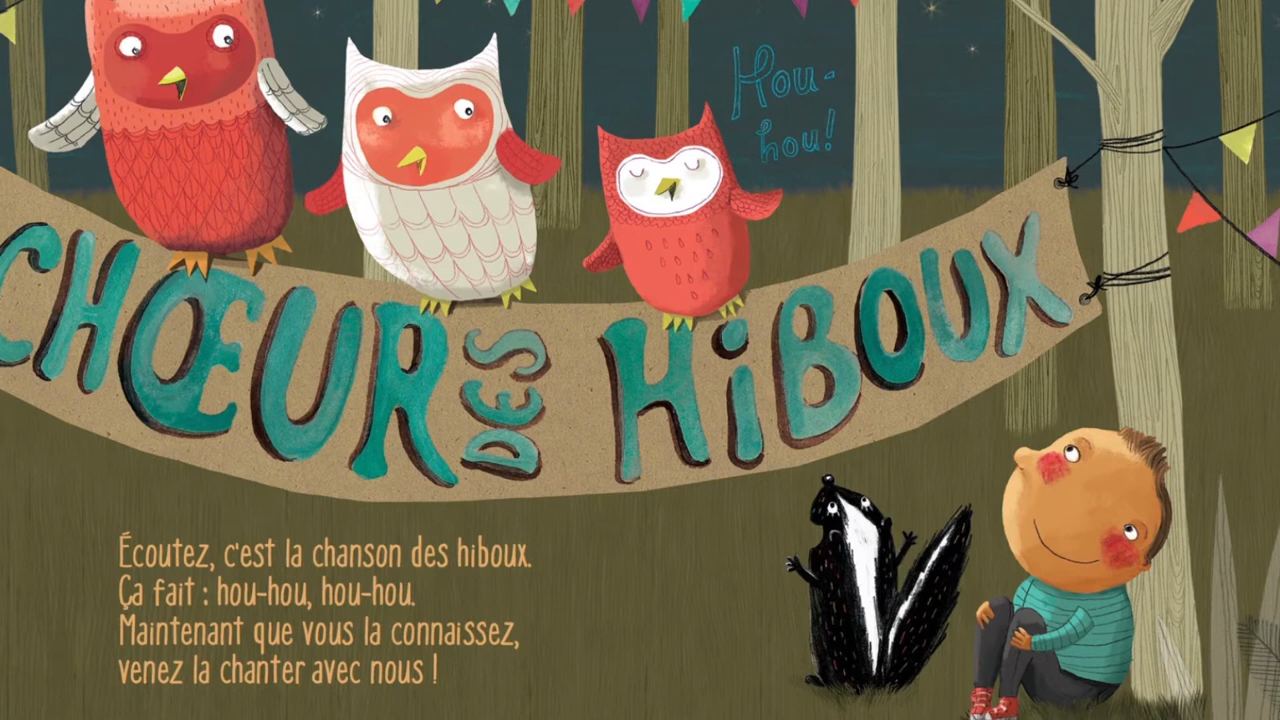 Hou-
hou!
CHŒUR DES HiBOUX
Écoutez, c'est la chanson des hiboux.
Ça fait : hou-hou, hou-hou.
Maintenant que vous la connaissez,
venez la chanter avec nous !